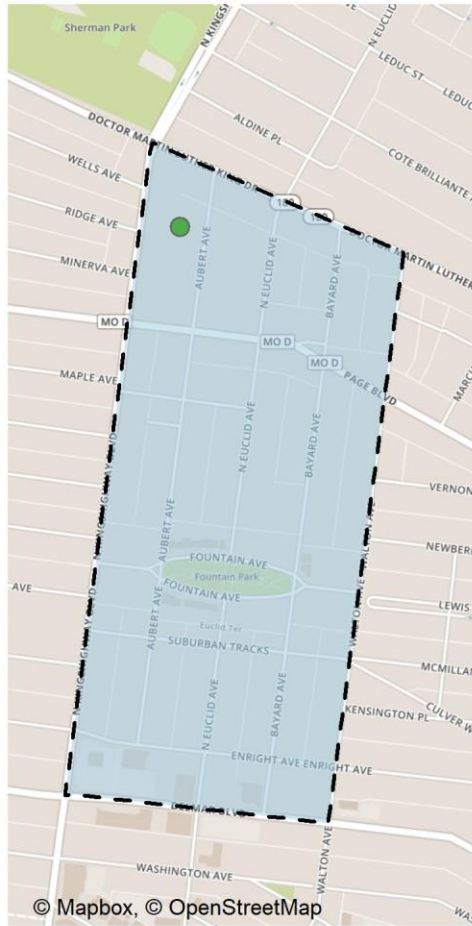 Sherman Park
N KINGSH
N EUCLID
LEDUC ST
ALDINE PL
COTE BRILLIANTE A
DOCTOR MARTIN
WELLS AVE
RIDGE AVE
AUBERT AVE
N EUCLID AVE
BAYARD AVE
DOCTOR MARTIN LUTHER
MINERVA AVE
MO D
MO D
MO D
PAGE BLVD
MAPLE AVE
N EUCLID AVE
BAYARD AVE
VERNON
AUBERT AVE
NEWBER
FOUNTAIN AVE
Fountain Park
FOUNTAIN AVE
AVE
LEWIS
AUBERT AVE
Euclid Ter
SUBURBAN TRACKS
MCMILLAN
BAYARD AVE
N EUCLID AVE
CULVER W
KENSINGTON PL
ENRIGHT AVE ENRIGHT AVE
WALTON AVE
WASHINGTON AVE
© Mapbox, © OpenStreetMap